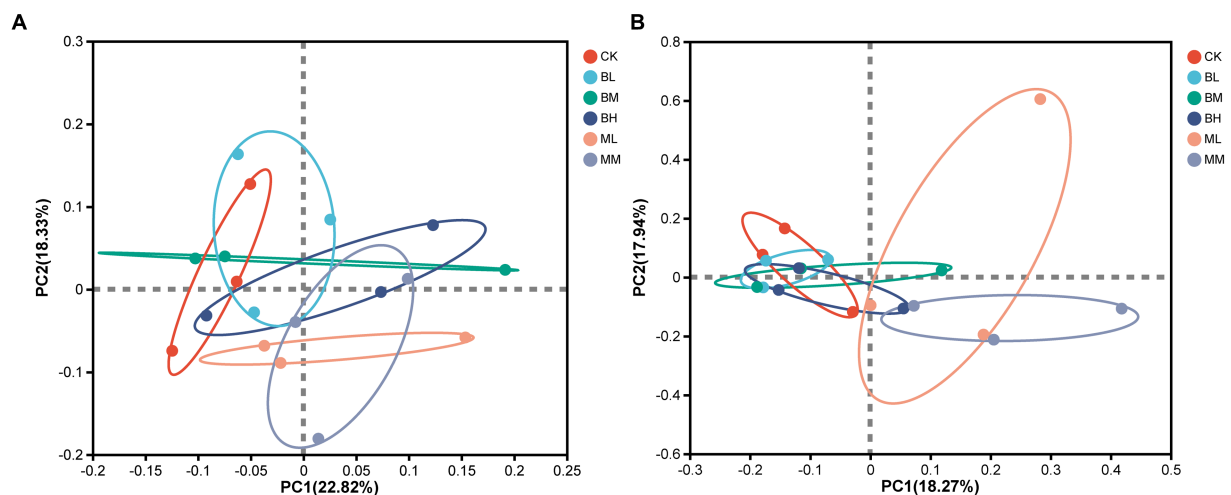 A
0.3
0.2
0.1
0
-0.1
-0.2
PC2(18.33%)
-0.2
-0.15
-0.1
-0.05
0
0.05
0.1
0.15
0.2
0.25
PC1(22.82%)
CK
BL
BM
BH
ML
MM
B
0.8
0.6
0.4
0.2
0
-0.2
-0.4
-0.6
PC2(17.94%)
-0.3
-0.2
-0.1
0
0.1
0.2
0.3
0.4
0.5
PC1(18.27%)
CK
BL
BM
BH
ML
MM